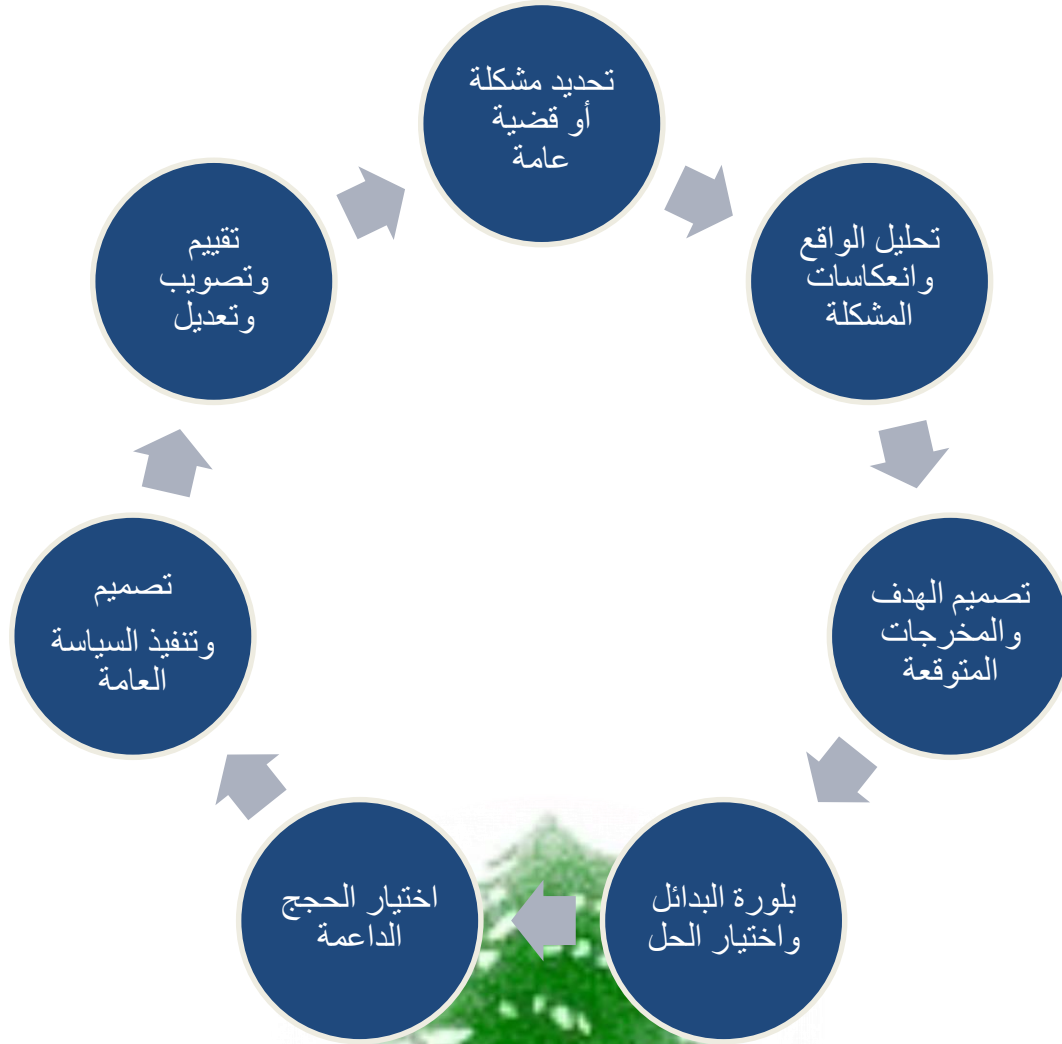 تحديد مشكلة
أو قضية
عامة
تحليل الواقع
وانعكاسات
المشكلة
تصميم الهدف
والمخرجات
المتوقعة
بلورة البدائل
واختيار الحل
اختيار الحجج
الداعمة
تصميم
وتنفيذ السياسة
العامة
تقييم
وتصويب
وتعديل